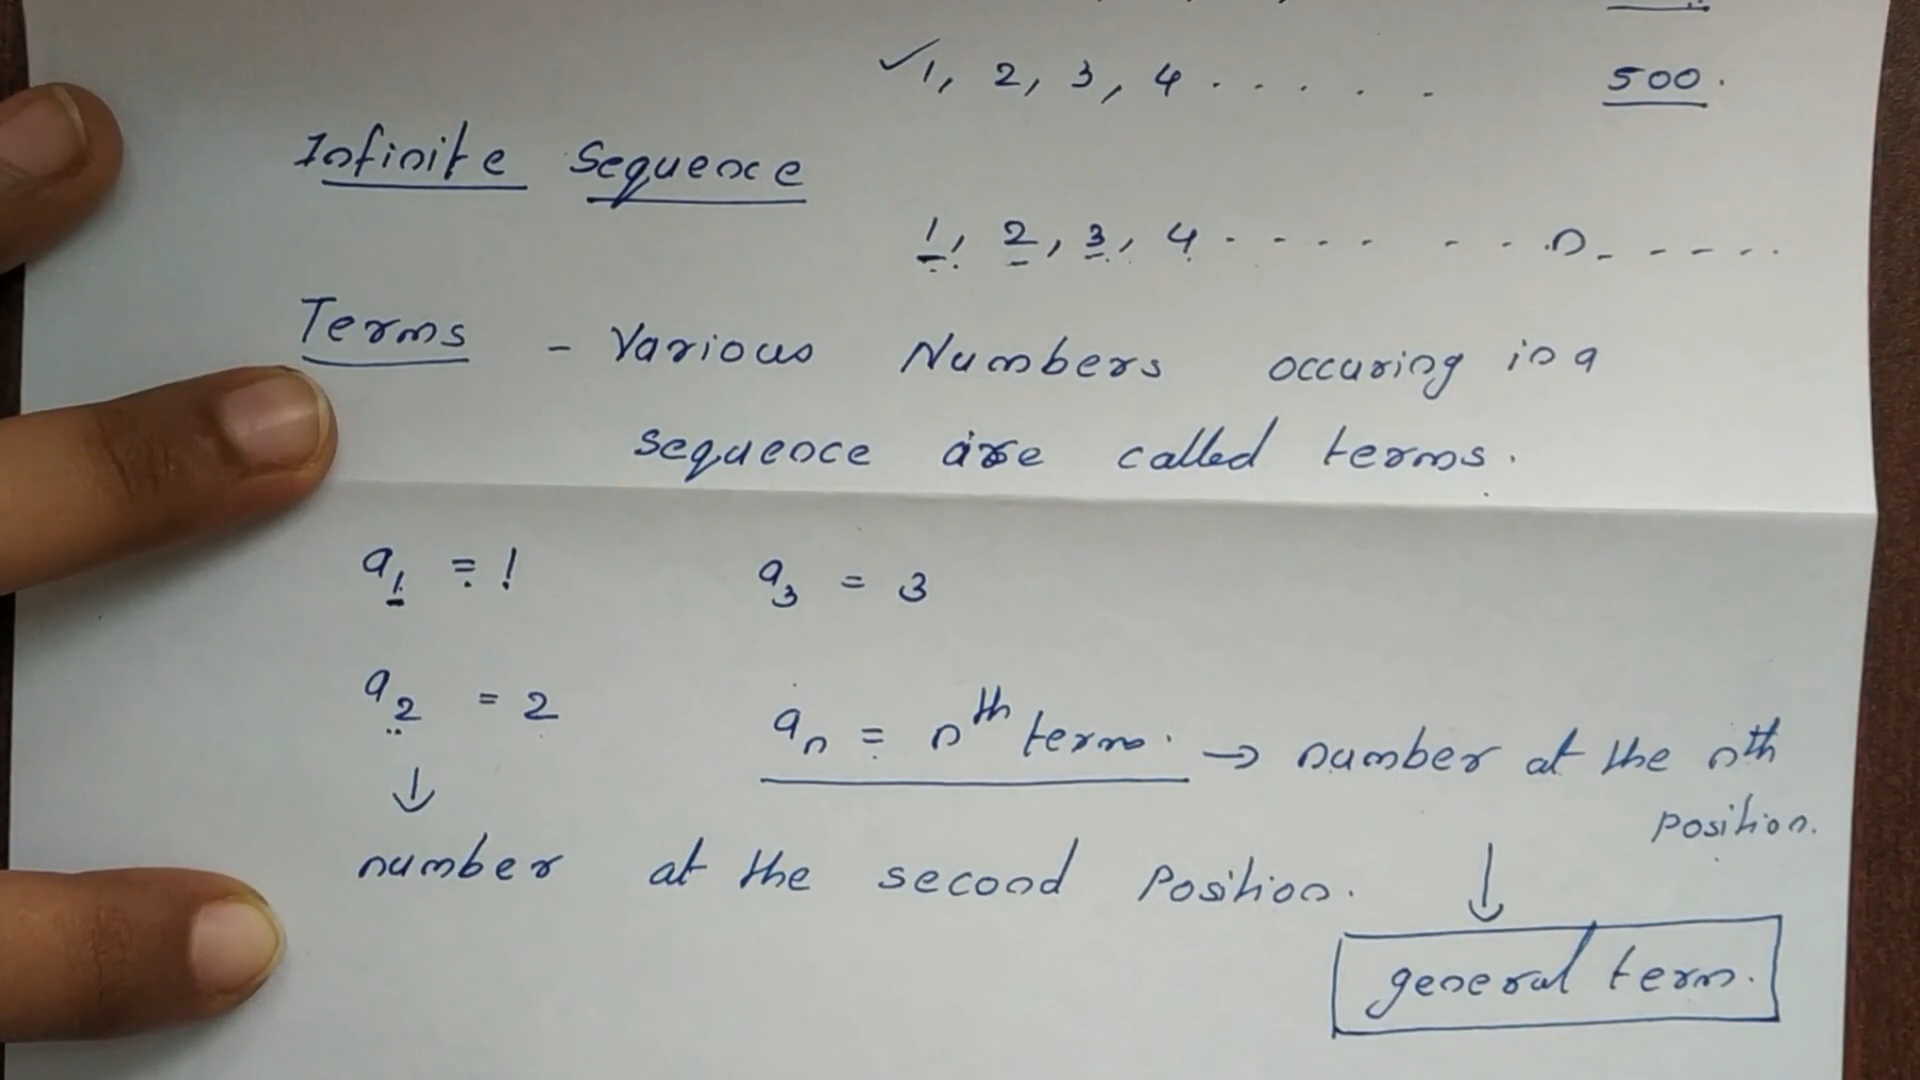 ✓1, 2, 3, 4 . . . . . 500.
Infinite Sequence
1, 2, 3, 4 - - - - - - . n - - - - . .
Terms - Various Numbers occuring in a
sequence are called terms.
a₁ = 1 a₃ = 3
a₂ = 2 aₙ = nᵗʰ term. → number at the nth
position.
↓
number at the second position. ↓
general term.